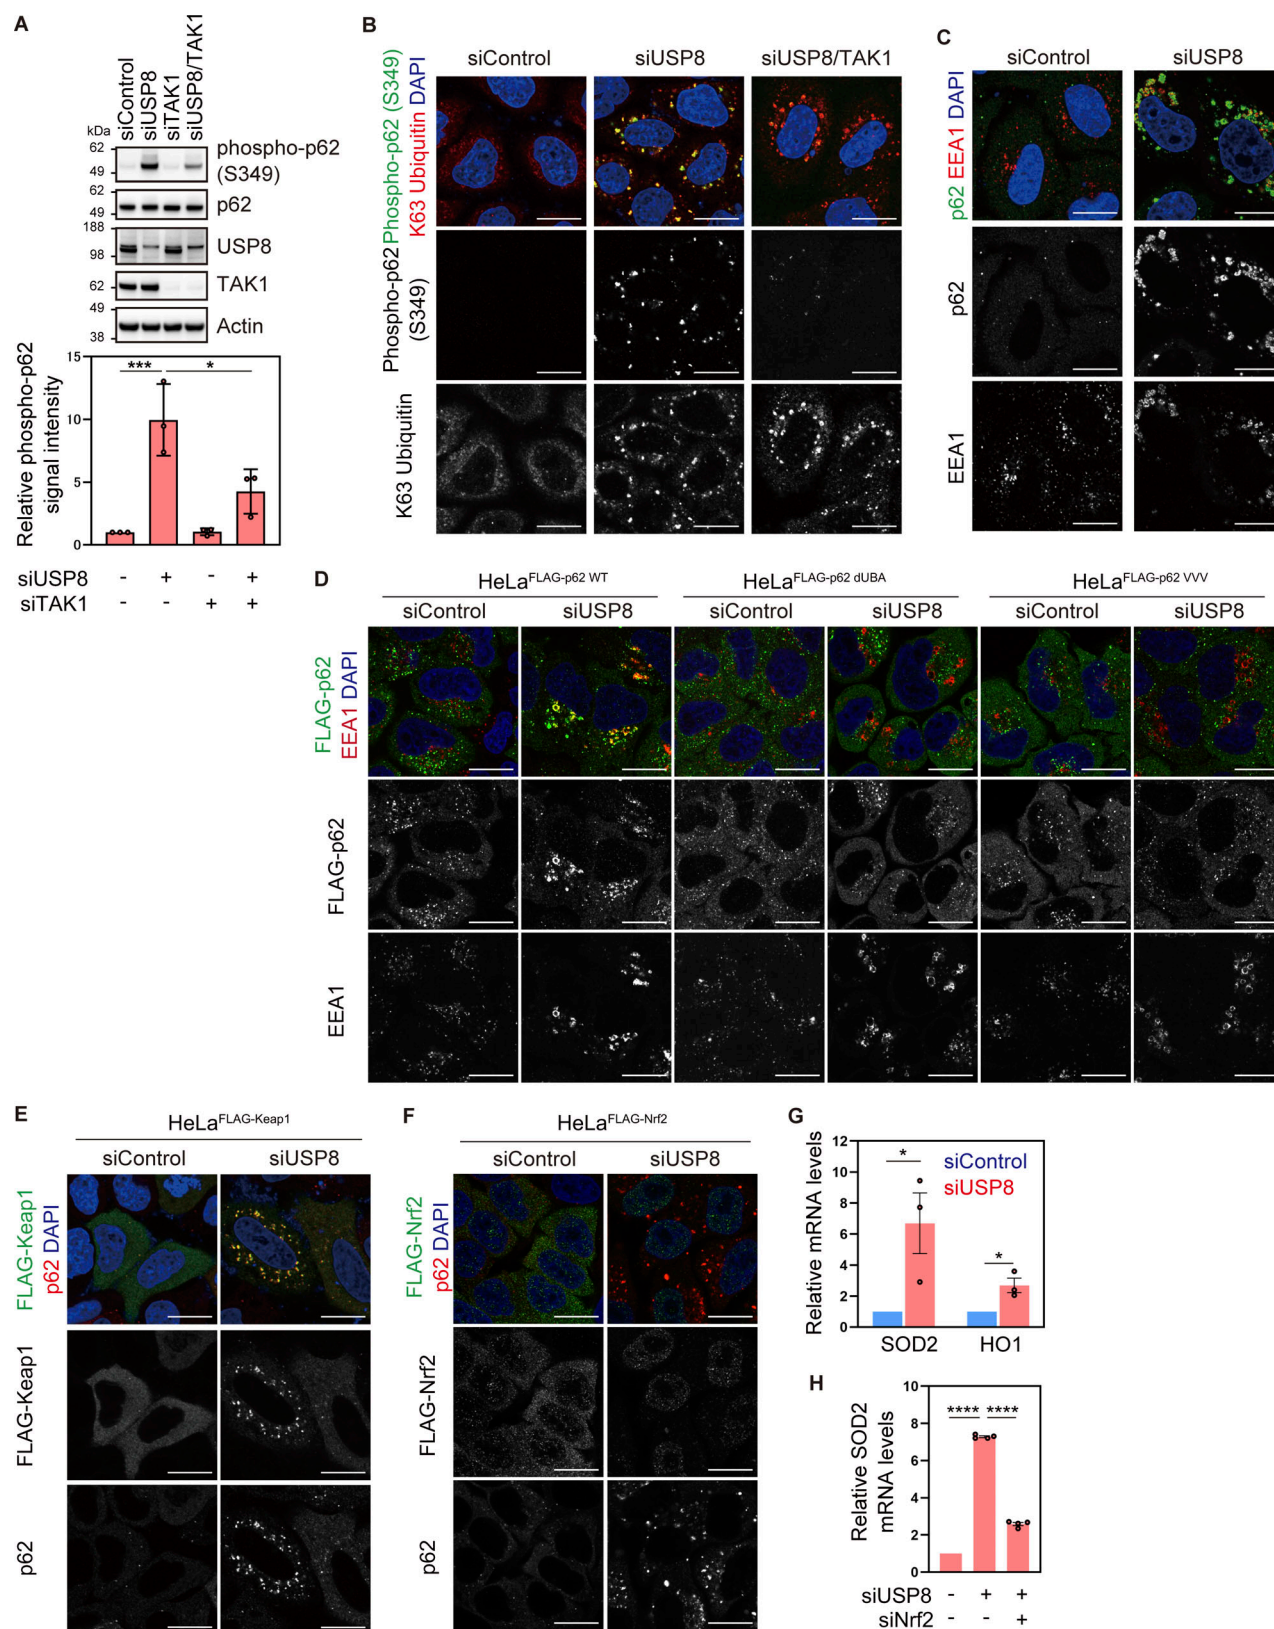 A
siControl
siUSP8
siTAK1
siUSP8/TAK1
kDa
62
49
phospho-p62
(S349)
62
49
p62
188
98
USP8
62
TAK1
49
38
Actin
Relative phospho-p62
signal intensity
15
10
5
0
***
*
siUSP8 - + - +
siTAK1 - - + +
B
siControl siUSP8 siUSP8/TAK1
Phospho-p62 (S349)
K63 Ubiquitin DAPI
Phospho-p62
(S349)
K63 Ubiquitin
C
siControl siUSP8
p62 EEA1 DAPI
p62
EEA1
D
HeLaFLAG-p62 WT HeLaFLAG-p62 dUBA HeLaFLAG-p62 VVV
siControl siUSP8 siControl siUSP8 siControl siUSP8
FLAG-p62
EEA1 DAPI
FLAG-p62
EEA1
E
HeLaFLAG-Keap1
siControl siUSP8
FLAG-Keap1
p62 DAPI
FLAG-Keap1
p62
F
HeLaFLAG-Nrf2
siControl siUSP8
FLAG-Nrf2
p62 DAPI
FLAG-Nrf2
p62
G
Relative mRNA levels
12
10
8
6
4
2
0
*
*
siControl
siUSP8
SOD2 HO1
H
Relative SOD2
mRNA levels
10
8
6
4
2
0
**** ****
siUSP8 - + +
siNrf2 - - +